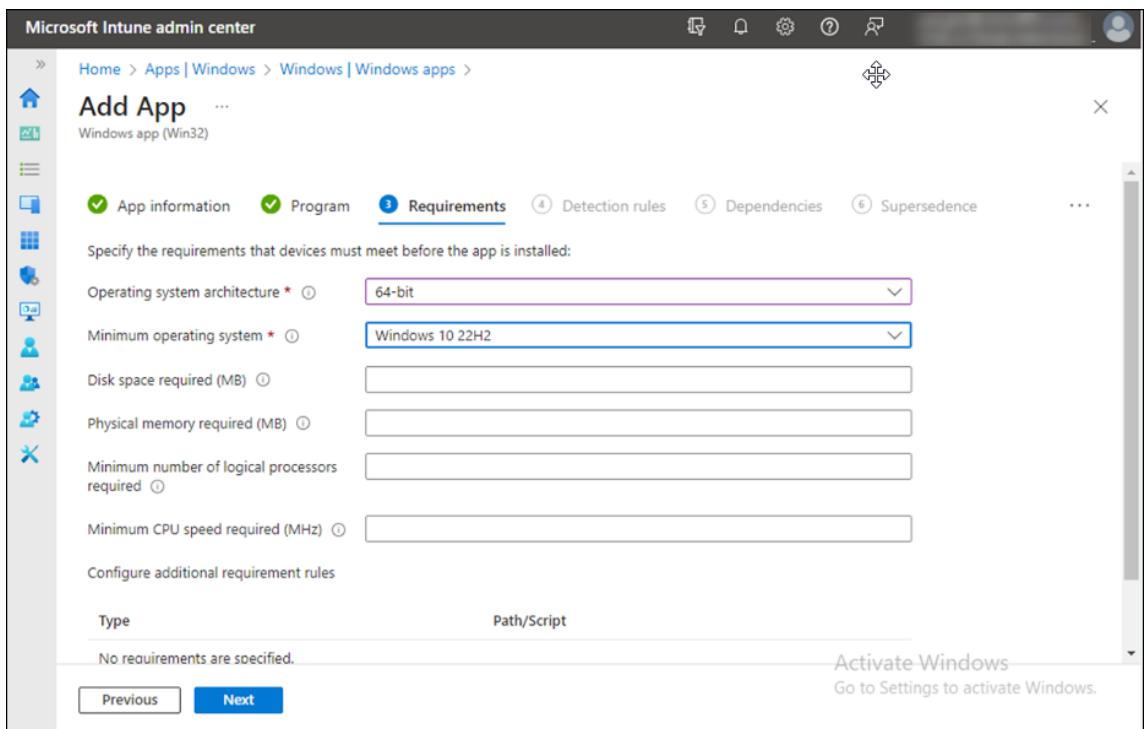 Microsoft Intune admin center
Home > Apps | Windows > Windows | Windows apps >
Add App ...
Windows app (Win32)
App information Program 3 Requirements 4 Detection rules 5 Dependencies 6 Supersedence ...
Specify the requirements that devices must meet before the app is installed:
Operating system architecture * 64-bit
Minimum operating system * Windows 10 22H2
Disk space required (MB)
Physical memory required (MB)
Minimum number of logical processors
required
Minimum CPU speed required (MHz)
Configure additional requirement rules
Type Path/Script
No requirements are specified.
Activate Windows
Go to Settings to activate Windows.
Previous Next